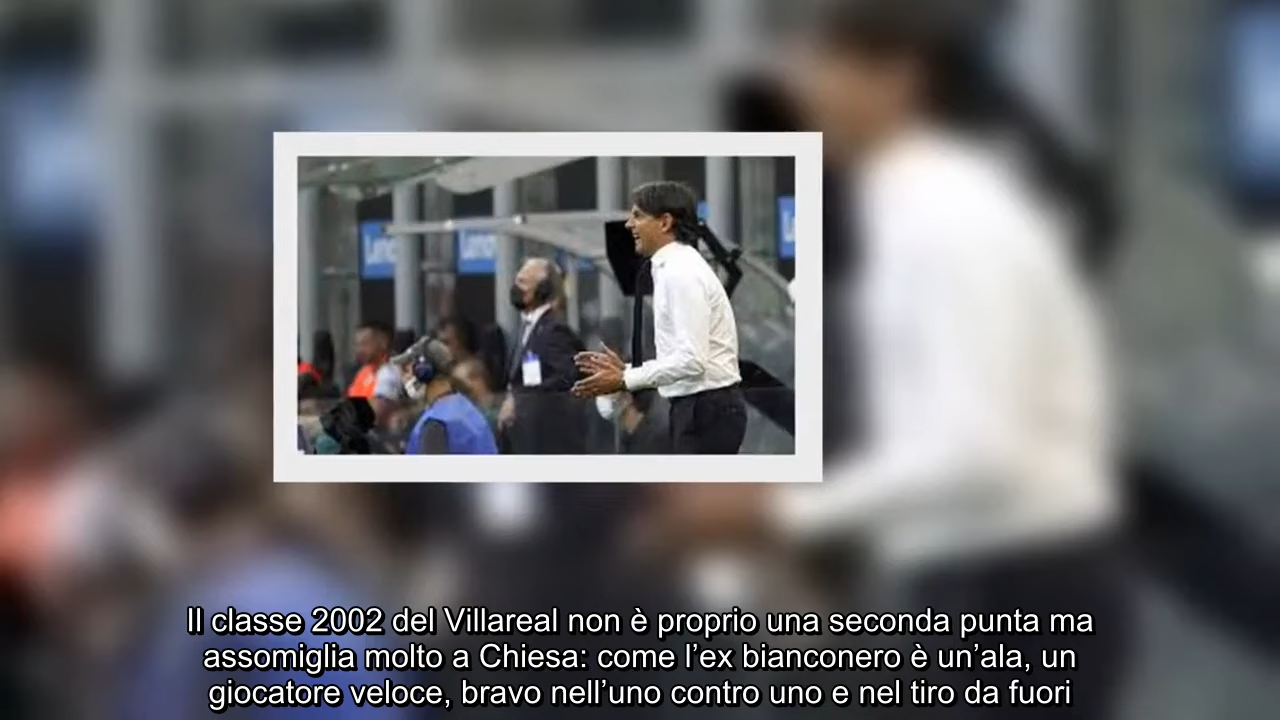 Il classe 2002 del Villareal non è proprio una seconda punta ma
assomiglia molto a Chiesa: come l’ex bianconero è un’ala, un
giocatore veloce, bravo nell’uno contro uno e nel tiro da fuori